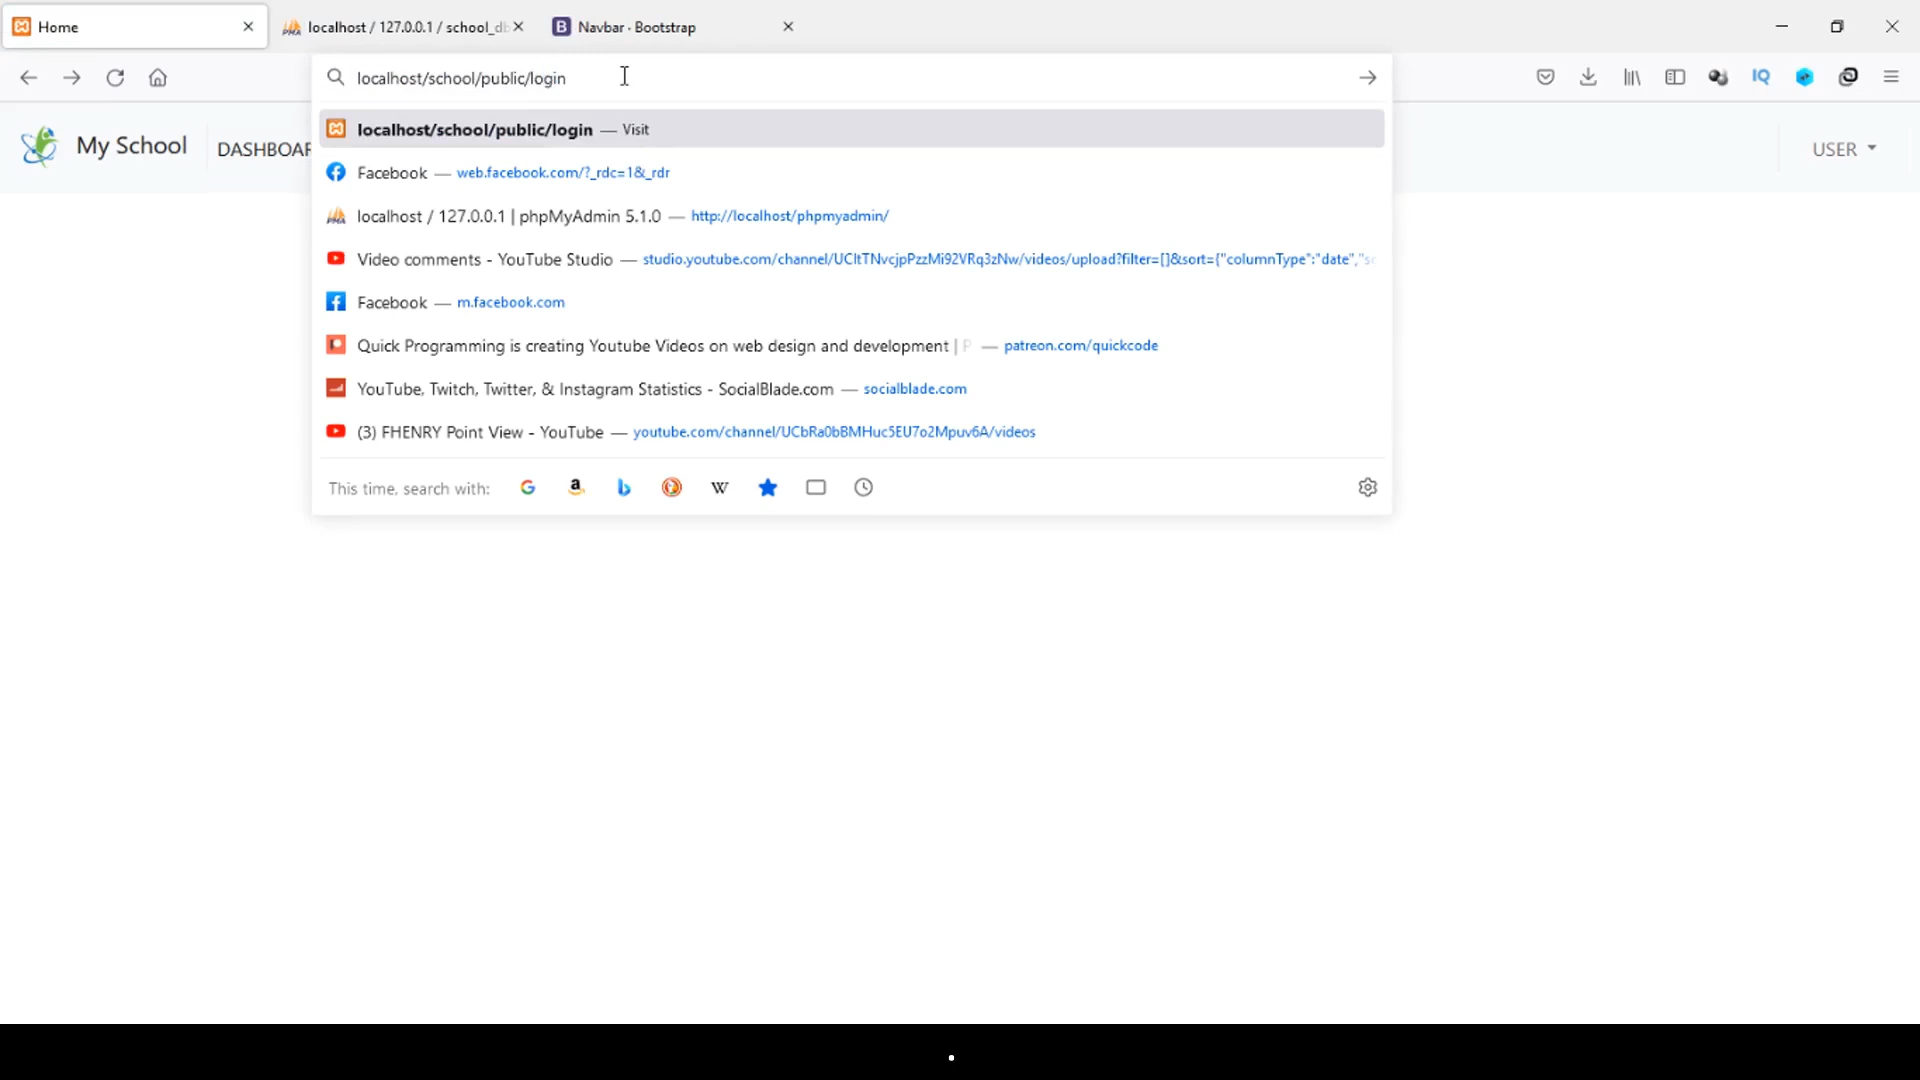 Home
localhost / 127.0.0.1 / school_db
Navbar · Bootstrap
localhost/school/public/login
IQ
My School
DASHBOAR
USER
localhost/school/public/login — Visit
Facebook — web.facebook.com/?_rdc=1&_rdr
localhost / 127.0.0.1 | phpMyAdmin 5.1.0 — http://localhost/phpmyadmin/
Video comments - YouTube Studio — studio.youtube.com/channel/UCltTNvcjpPzzMi92VRq3zNw/videos/upload?filter=[]&sort={"columnType":"date","s
Facebook — m.facebook.com
Quick Programming is creating Youtube Videos on web design and development | P — patreon.com/quickcode
YouTube, Twitch, Twitter, & Instagram Statistics - SocialBlade.com — socialblade.com
(3) FHENRY Point View - YouTube — youtube.com/channel/UCbRa0bBMHuc5EU7o2Mpuv6A/videos
This time, search with: